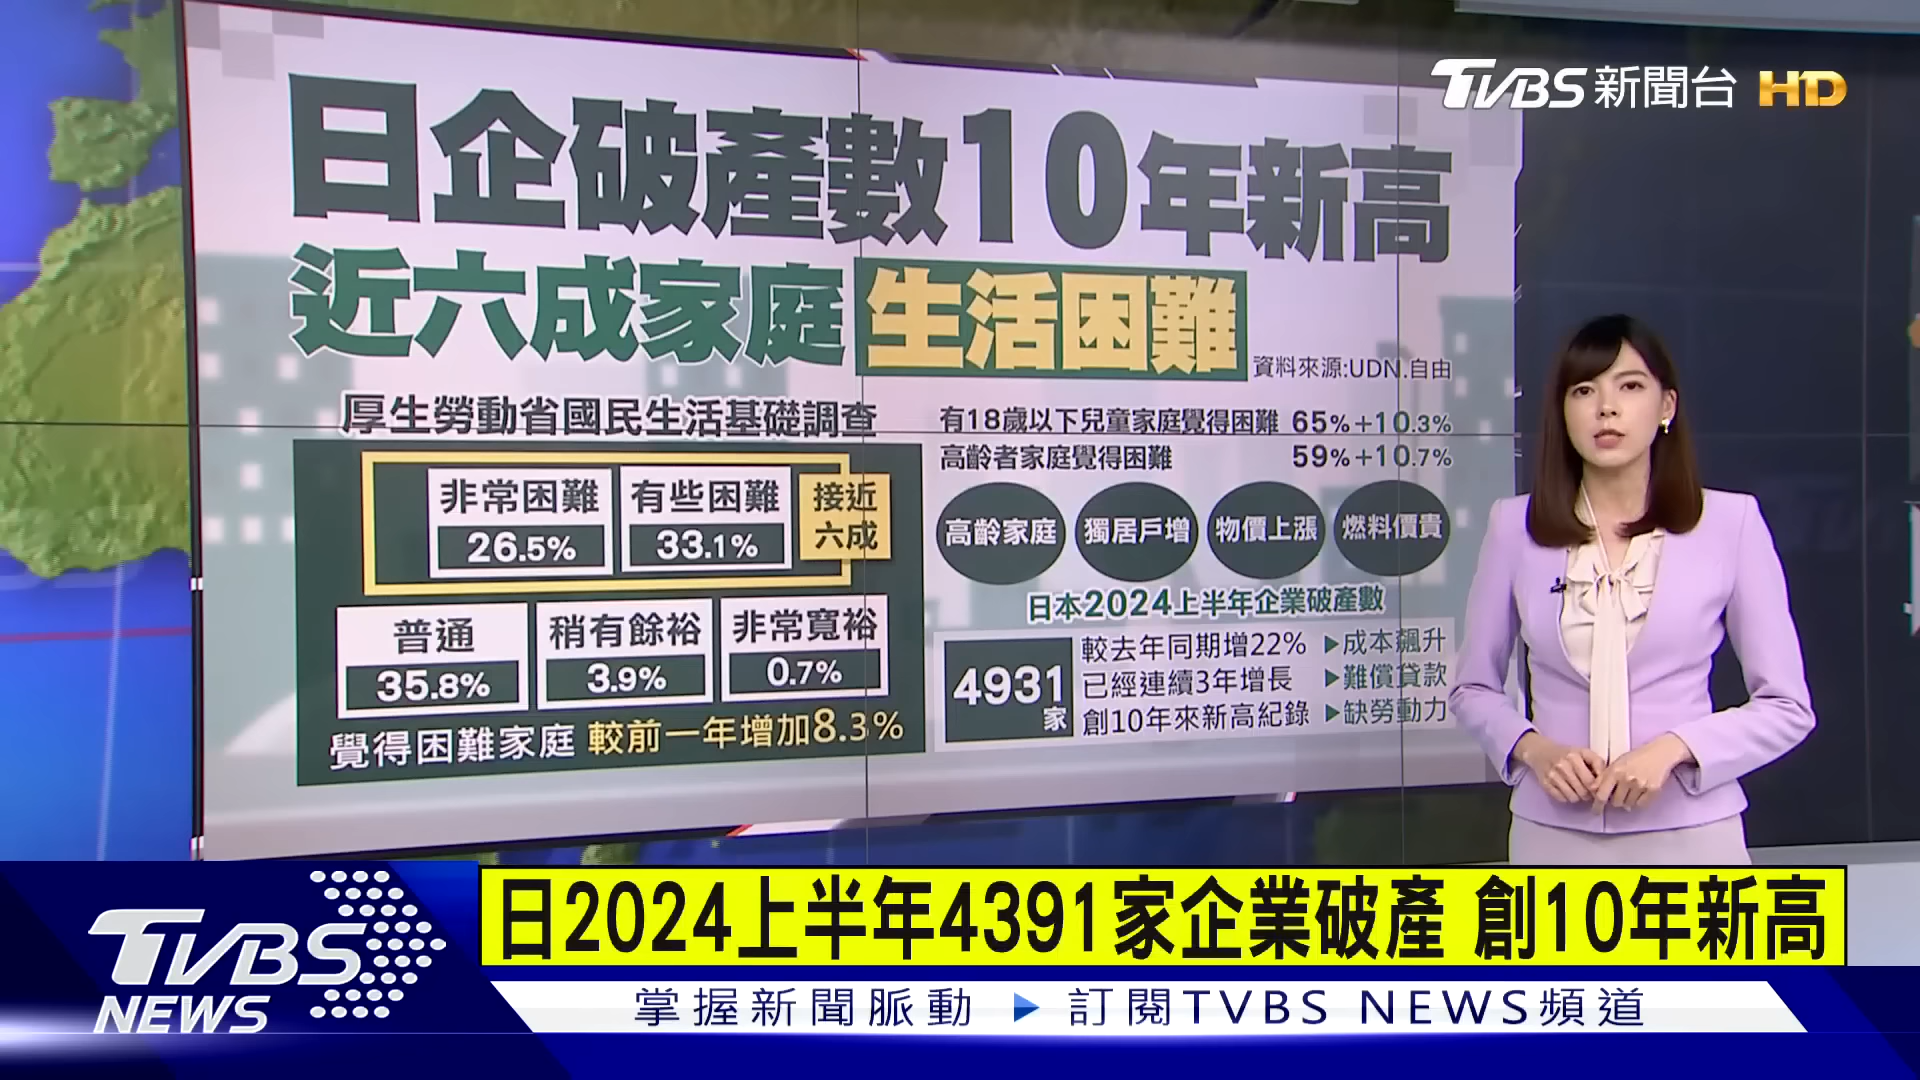 TVBS新聞台 HD
日企破產數10年新高
近六成家庭生活困難
資料來源:UDN.自由
厚生勞動省國民生活基礎調查
非常困難 有些困難 接近六成
26.5% 33.1%
普通 稍有餘裕 非常寬裕
35.8% 3.9% 0.7%
覺得困難家庭 較前一年增加8.3%
有18歲以下兒童家庭覺得困難 65%+10.3%
高齡者家庭覺得困難 59%+10.7%
高齡家庭 獨居戶增 物價上漲 燃料價貴
日本2024上半年企業破產數
4931家
較去年同期增22% ▶成本飆升
已經連續3年增長 ▶難償貸款
創10年來新高紀錄 ▶缺勞動力
日2024上半年4391家企業破產 創10年新高
TVBS NEWS
掌握新聞脈動 ▶ 訂閱TVBS NEWS頻道